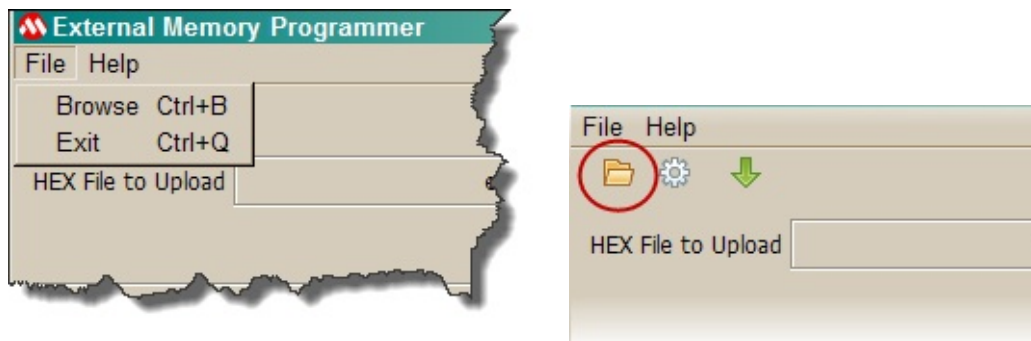 External Memory Programmer
File Help
Browse Ctrl+B
Exit Ctrl+Q
HEX File to Upload
File Help
HEX File to Upload